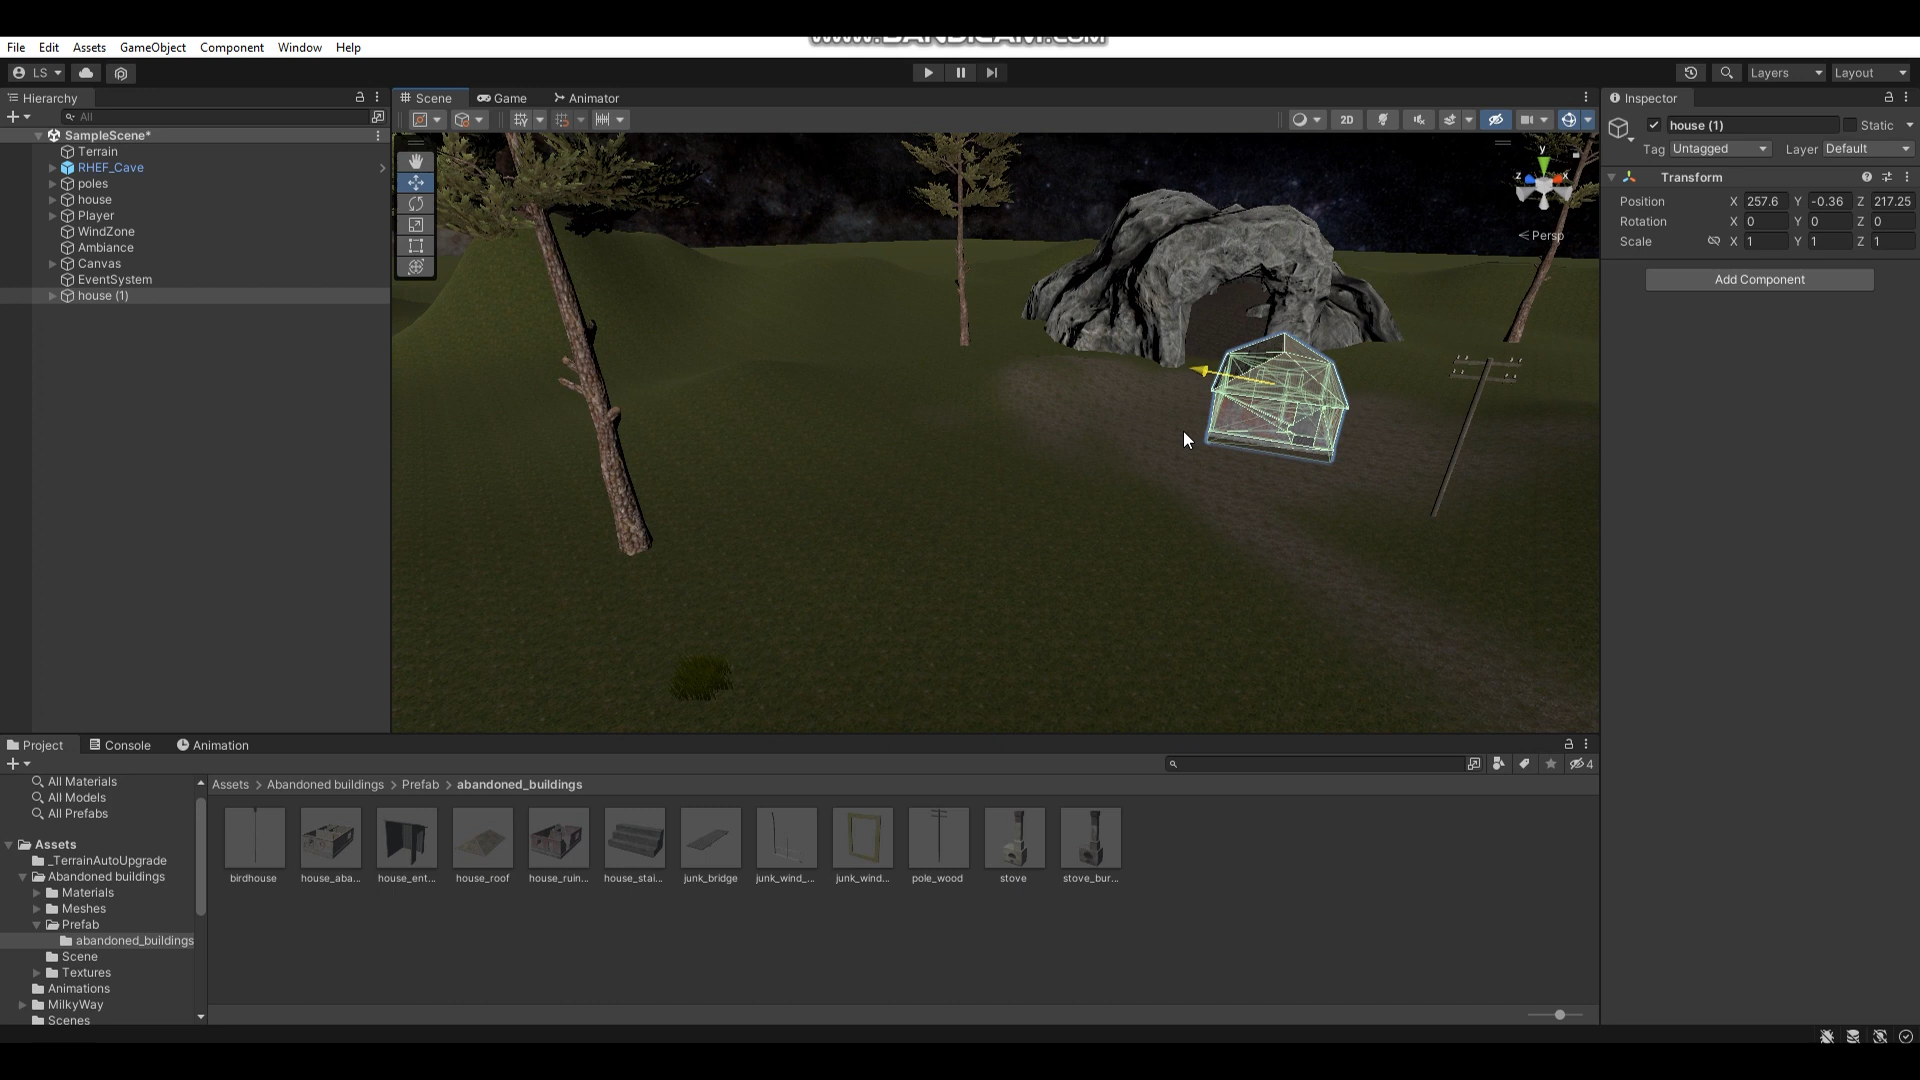 www.BANDICAM.com
File Edit Assets GameObject Component Window Help
LS Layers Layout
Hierarchy
All
SampleScene*
Terrain
RHEF_Cave
poles
house
Player
WindZone
Ambiance
Canvas
EventSystem
house (1)
Scene Game Animator
2D
y
z x
Persp
Inspector
house (1) Static
Tag Untagged Layer Default
Transform
Position X 257.6 Y -0.36 Z 217.25
Rotation X 0 Y 0 Z 0
Scale X 1 Y 1 Z 1
Add Component
Project Console Animation
4
All Materials
All Models
All Prefabs
Assets
_TerrainAutoUpgrade
Abandoned buildings
Materials
Meshes
Prefab
abandoned_buildings
Scene
Textures
Animations
MilkyWay
Scenes
Assets > Abandoned buildings > Prefab > abandoned_buildings
birdhouse house_aba... house_ent... house_roof house_ruin... house_stai... junk_bridge junk_wind_... junk_wind... pole_wood stove stove_bur...